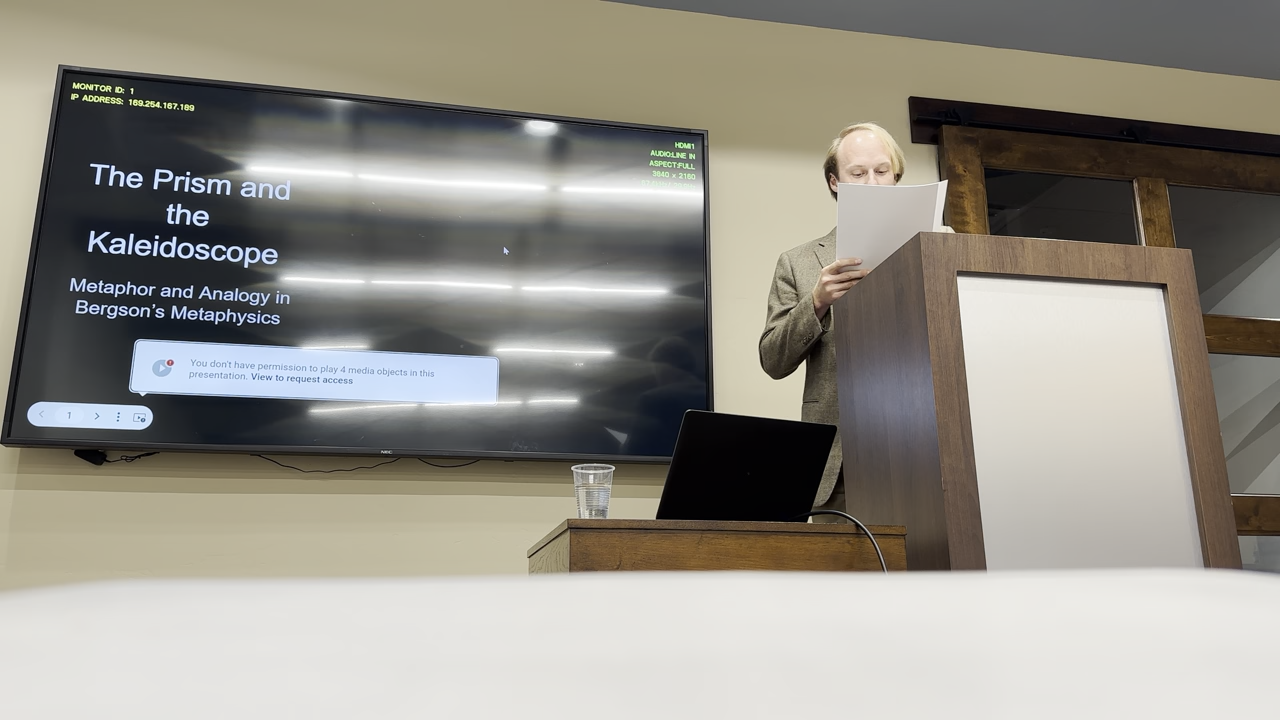 MONITOR ID: 1
IP ADDRESS: 169.254.167.189
HDMI1
AUDIO:LINE IN
ASPECT:FULL
3840 x 2160
The Prism and
the
Kaleidoscope
Metaphor and Analogy in
Bergson's Metaphysics
You don't have permission to play 4 media objects in this
presentation. View to request access
1
NEC